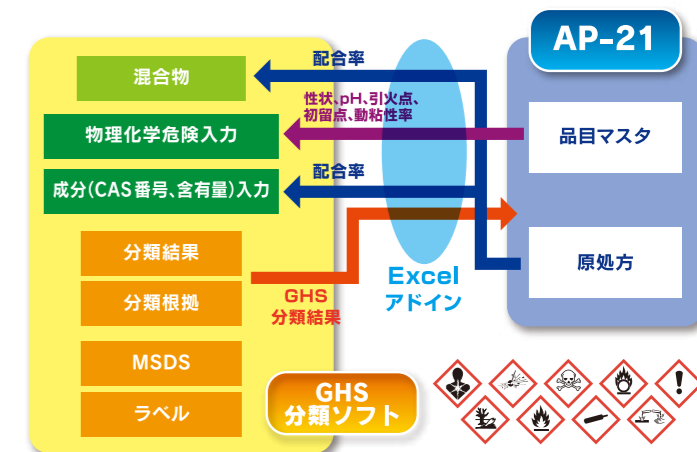 AP-21
配合率
混合物
性状、pH、引火点、
初留点、動粘性率
物理化学危険入力
品目マスタ
配合率
成分(CAS番号、含有量)入力
分類結果
原処方
Excel
アドイン
分類根拠
GHS
分類結果
MSDS
ラベル
GHS
分類ソフト